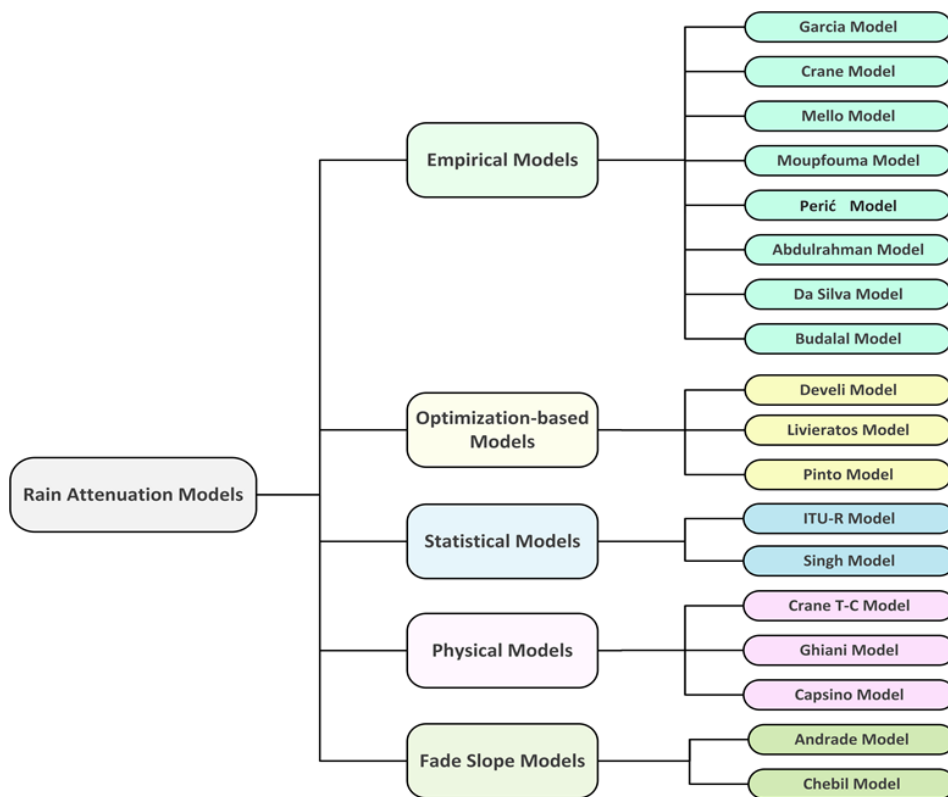 Rain Attenuation Models
Empirical Models
Garcia Model
Crane Model
Mello Model
Moupfouma Model
Perić Model
Abdulrahman Model
Da Silva Model
Budalal Model
Optimization-based
Models
Develi Model
Livieratos Model
Pinto Model
Statistical Models
ITU-R Model
Singh Model
Physical Models
Crane T-C Model
Ghiani Model
Capsino Model
Fade Slope Models
Andrade Model
Chebil Model